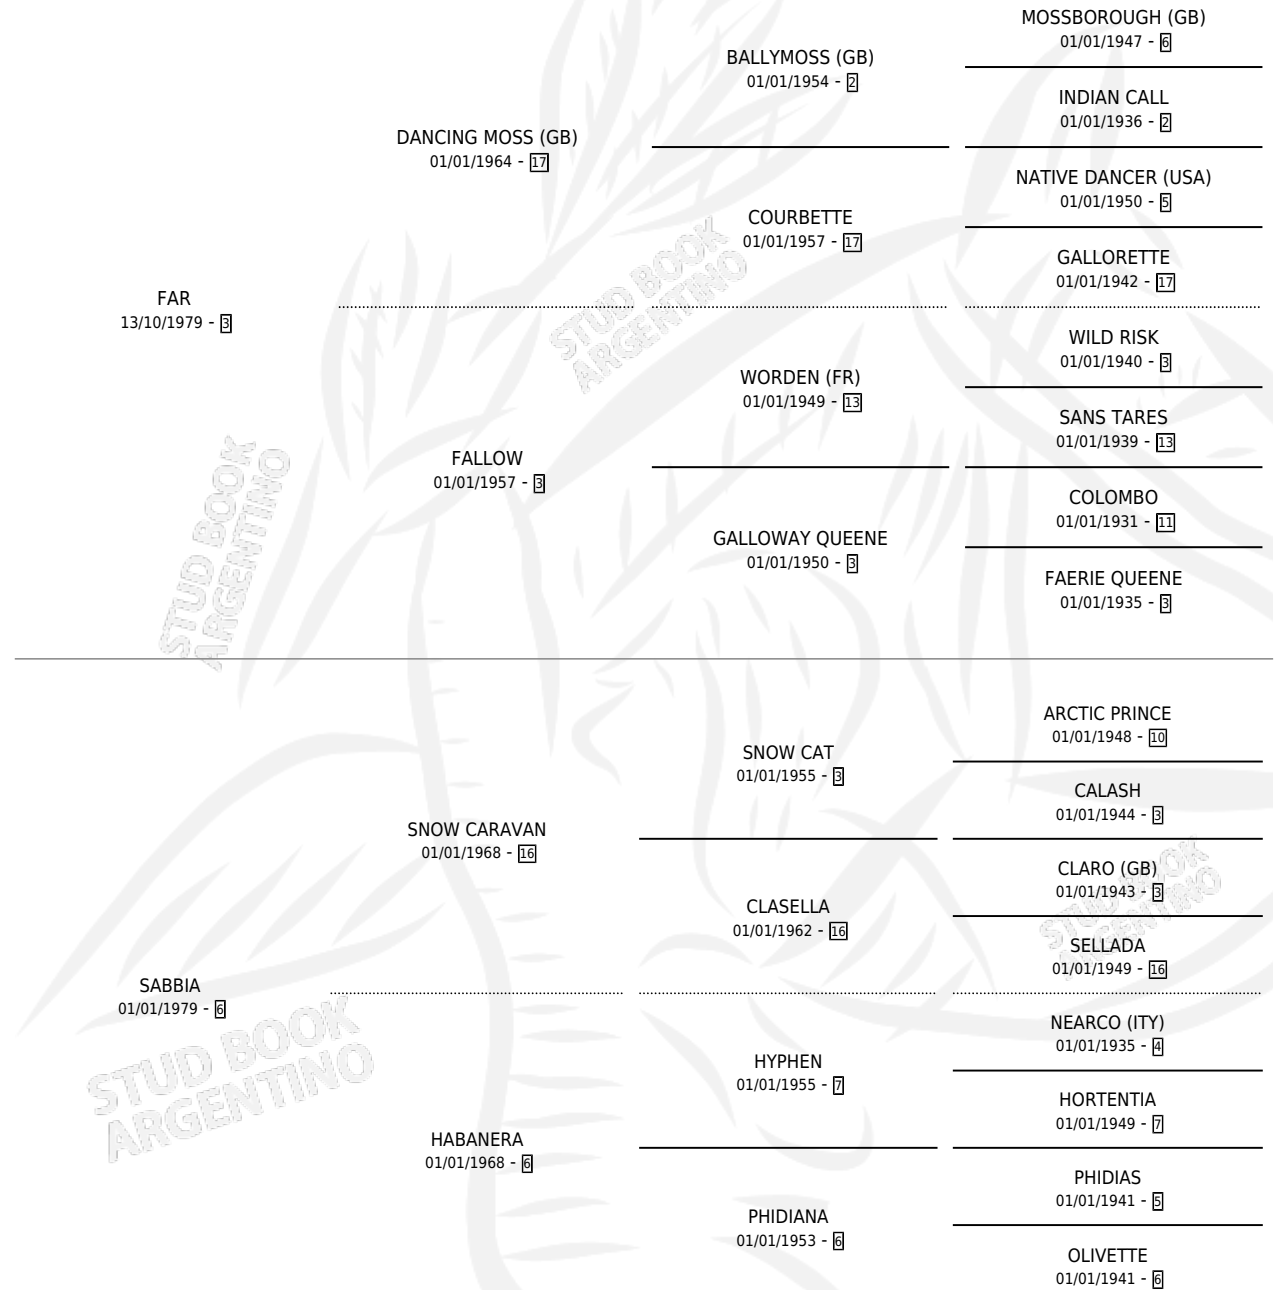 MOSSBOROUGH (GB)
01/01/1947 - 6
BALLYMOSS (GB)
01/01/1954 - 2
INDIAN CALL
01/01/1936 - 2
DANCING MOSS (GB)
01/01/1964 - 17
NATIVE DANCER (USA)
01/01/1950 - 5
COURBETTE
01/01/1957 - 17
GALLORETTE
01/01/1942 - 17
FAR
13/10/1979 - 3
STUD BOOK
ARGENTINO
WILD RISK
01/01/1940 - 3
WORDEN (FR)
01/01/1949 - 13
SANS TARES
01/01/1939 - 13
FALLOW
01/01/1957 - 3
COLOMBO
01/01/1931 - 11
GALLOWAY QUEENE
01/01/1950 - 3
FAERIE QUEENE
01/01/1935 - 3
STUD BOOK
ARGENTINO
ARCTIC PRINCE
01/01/1948 - 10
SNOW CAT
01/01/1955 - 3
CALASH
01/01/1944 - 3
SNOW CARAVAN
01/01/1968 - 16
CLARO (GB)
01/01/1943 - 3
CLASELLA
01/01/1962 - 16
STUD BOOK
ARGENTINO
SELLADA
01/01/1949 - 16
SABBIA
01/01/1979 - 6
STUD BOOK
ARGENTINO
NEARCO (ITY)
01/01/1935 - 4
HYPHEN
01/01/1955 - 7
HORTENTIA
01/01/1949 - 7
HABANERA
01/01/1968 - 6
PHIDIAS
01/01/1941 - 5
PHIDIANA
01/01/1953 - 6
OLIVETTE
01/01/1941 - 6